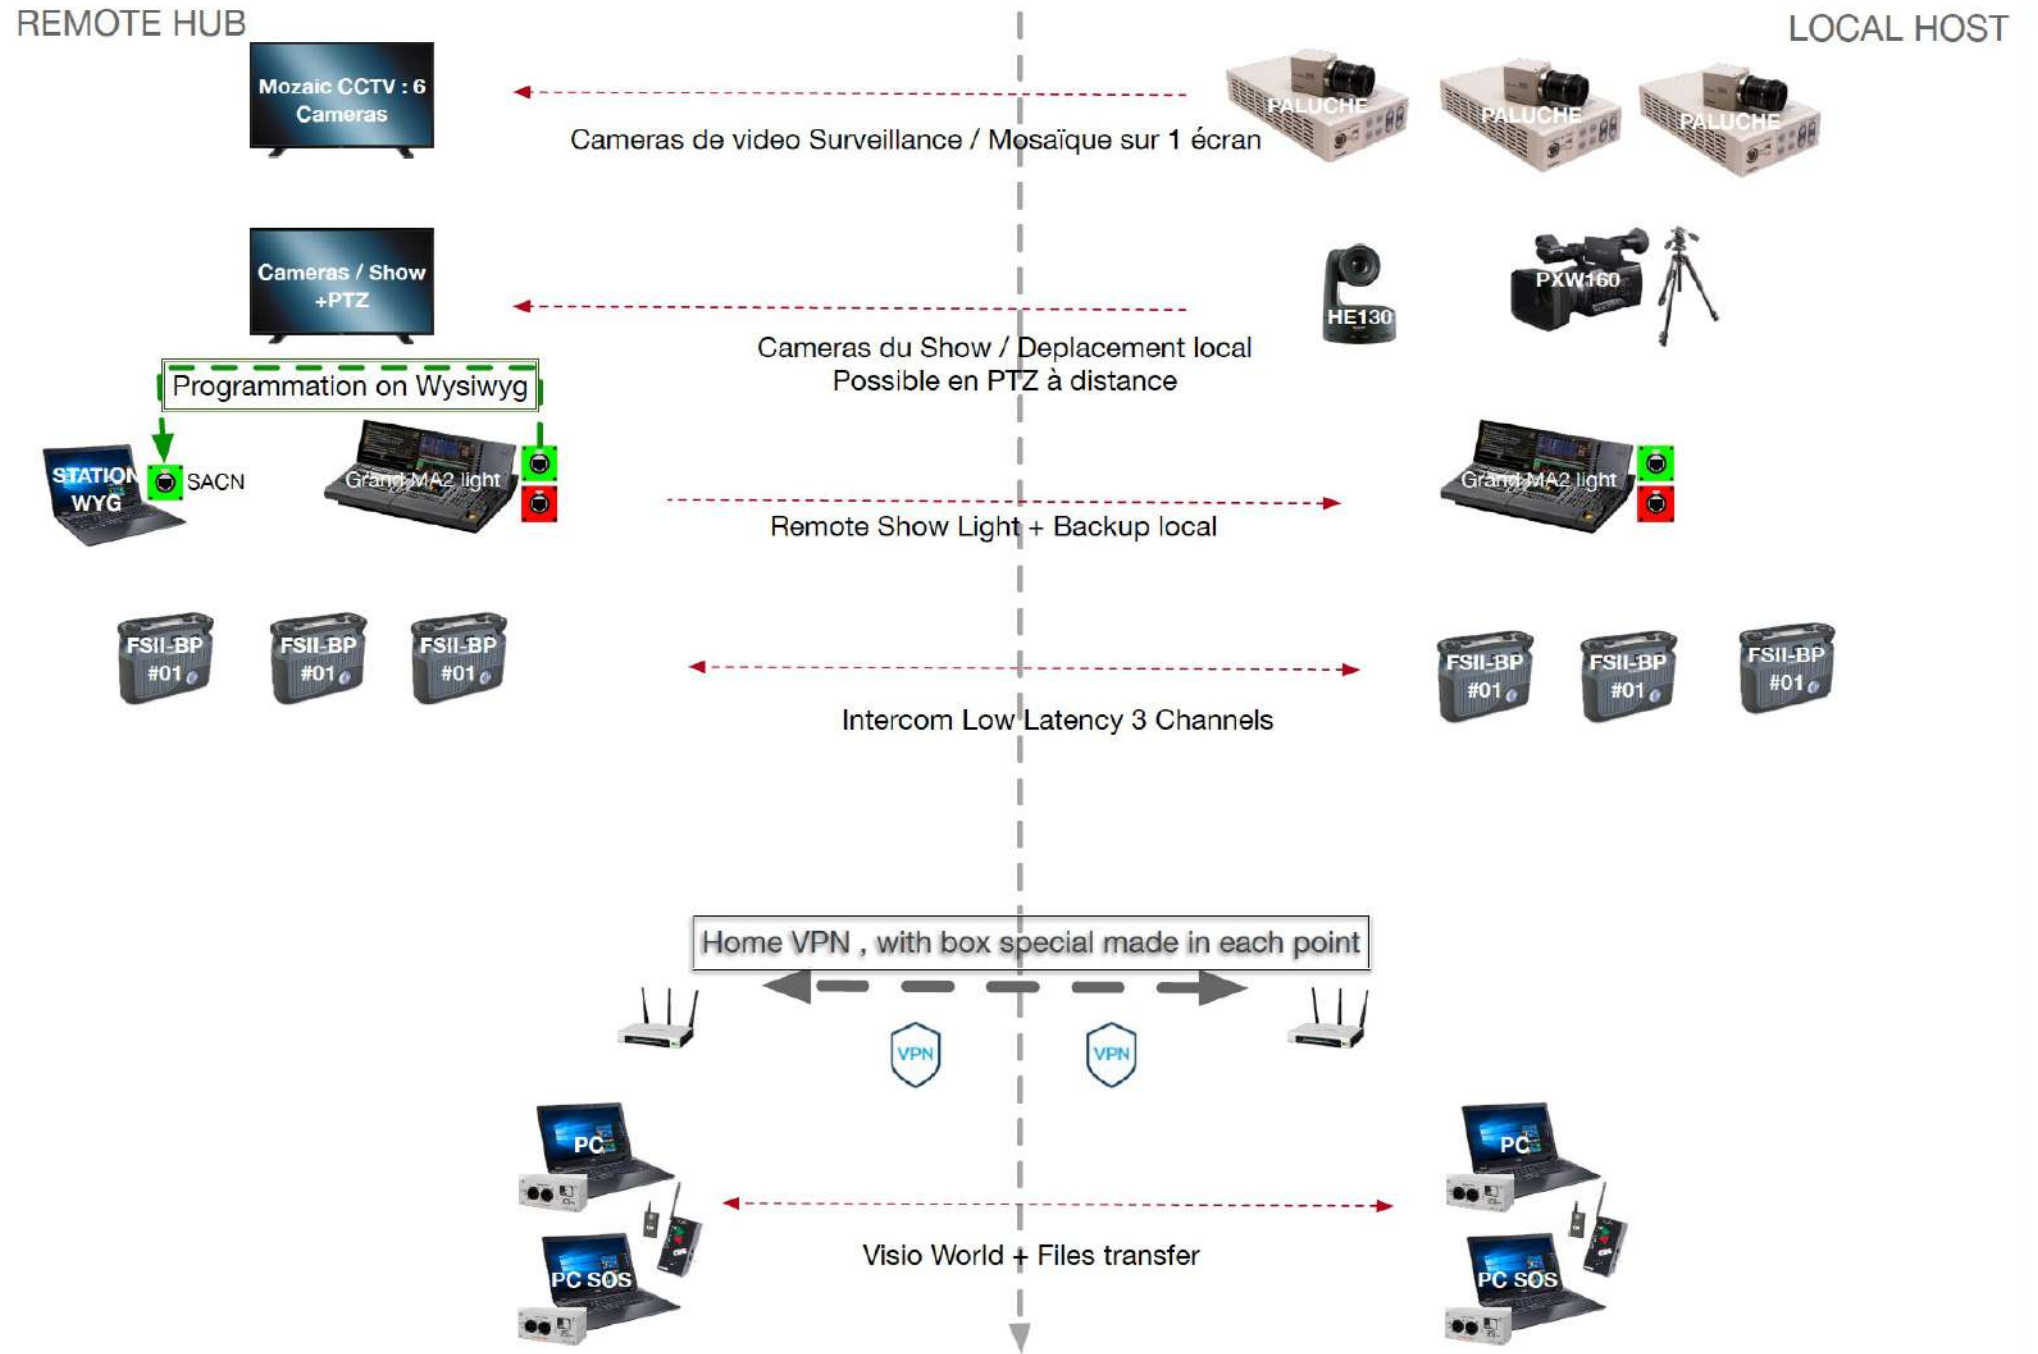 REMOTE HUB
LOCAL HOST
Mozaic CCTV : 6
Cameras
PALUCHE
PALUCHE
PALUCHE
Cameras de video Surveillance / Mosaïque sur 1 écran
Cameras / Show
+PTZ
HE130
PXW160
Cameras du Show / Deplacement local
Possible en PTZ à distance
Programmation on Wysiwyg
STATION
WYG
SACN
Grand MA2 light
Grand MA2 light
Remote Show Light + Backup local
FSII-BP
#01
FSII-BP
#01
FSII-BP
#01
FSII-BP
#01
FSII-BP
#01
FSII-BP
#01
Intercom Low Latency 3 Channels
Home VPN , with box special made in each point
VPN
VPN
PC
PC
PC SOS
PC SOS
Visio World + Files transfer